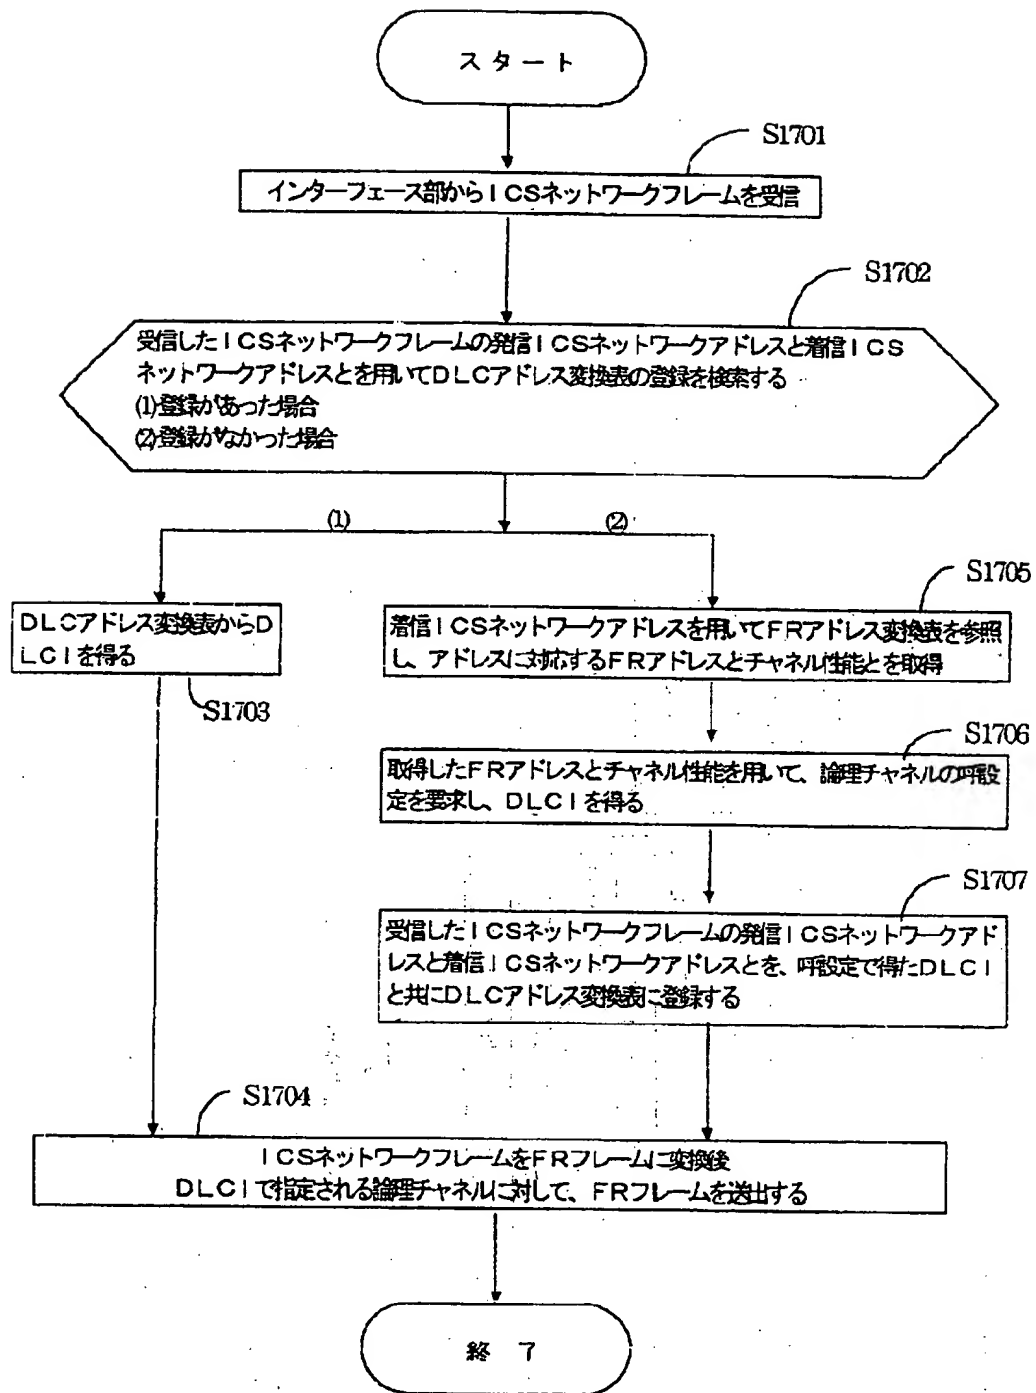 スタート
S1701
インターフェース部からICSネットワークフレームを受信
S1702
受信したICSネットワークフレームの発信ICSネットワークアドレスと着信ICS
ネットワークアドレスとを用いてDLCアドレス変換表の登録を検索する
(1)登録があった場合
(2)登録がなかった場合
(1)
(2)
S1705
DLCアドレス変換表からD
LCIを得る
S1703
着信ICSネットワークアドレスを用いてFRアドレス変換表を参照
し、アドレスに対応するFRアドレスとチャネル性能とを取得
S1706
取得したFRアドレスとチャネル性能を用いて、論理チャネルの呼設
定を要求し、DLCIを得る
S1707
受信したICSネットワークフレームの発信ICSネットワークアド
レスと着信ICSネットワークアドレスとを、呼設定で得たDLCI
と共にDLCアドレス変換表に登録する
S1704
ICSネットワークフレームをFRフレームに変換後
DLCIで指定される論理チャネルに対して、FRフレームを送出する
終 了